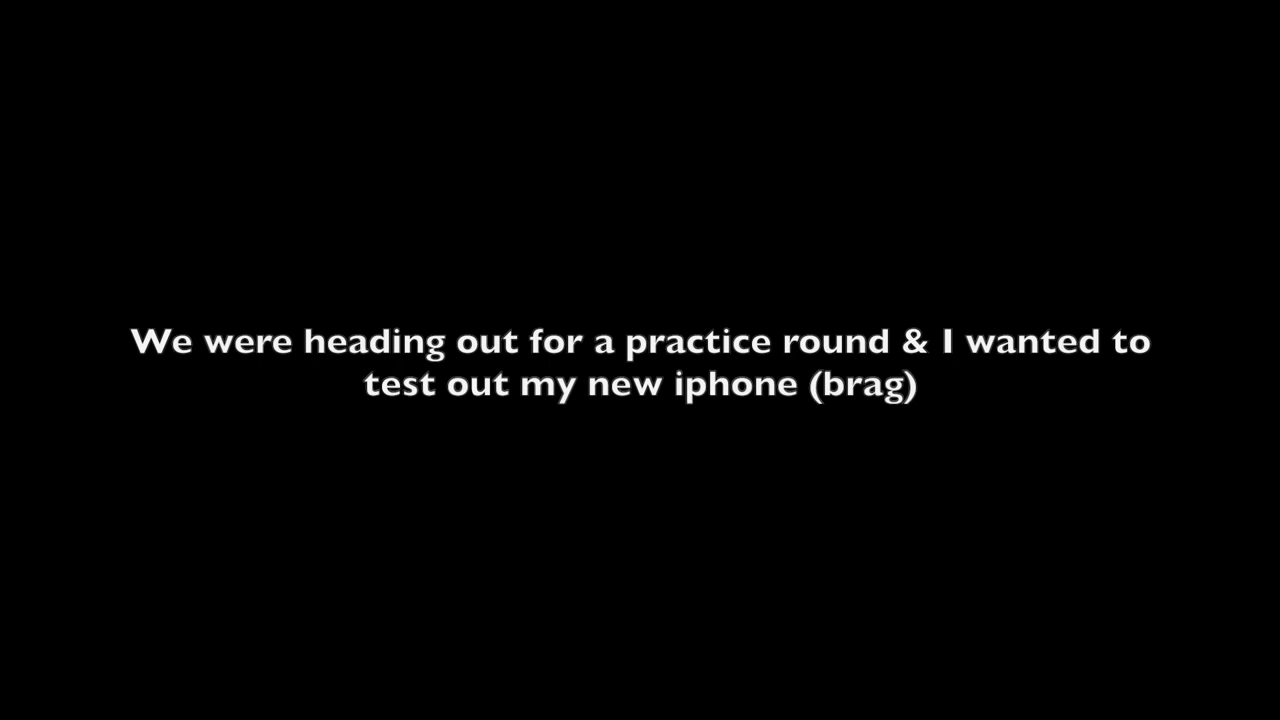 We were heading out for a practice round & I wanted to
test out my new iphone (brag)